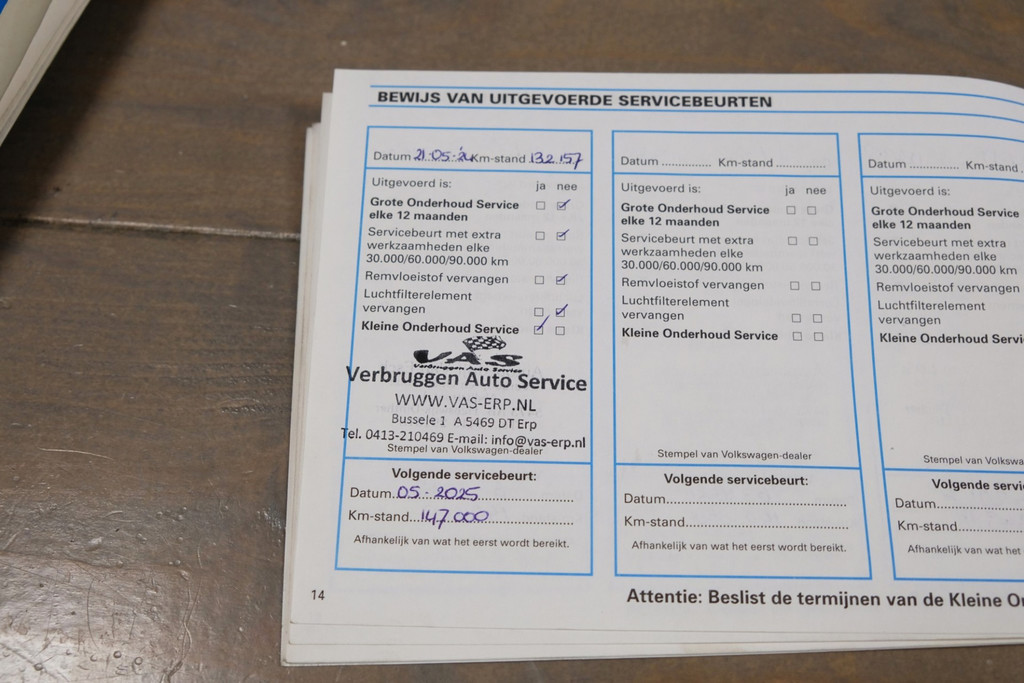 BEWIJS VAN UITGEVOERDE SERVICEBEURTEN
Datum 21-05-'24 Km-stand 132.157
Uitgevoerd is: ja nee
Grote Onderhoud Service
elke 12 maanden
Servicebeurt met extra
werkzaamheden elke
30.000/60.000/90.000 km
Remvloeistof vervangen
Luchtfilterelement
vervangen
Kleine Onderhoud Service
VAS
Verbruggen Auto Service
Verbruggen Auto Service
WWW.VAS-ERP.NL
Bussele 1 A 5469 DT Erp
Tel. 0413-210469 E-mail: info@vas-erp.nl
Stempel van Volkswagen-dealer
Volgende servicebeurt:
Datum 05-2025
Km-stand 147.000
Afhankelijk van wat het eerst wordt bereikt.
Datum .............. Km-stand .............
Uitgevoerd is: ja nee
Grote Onderhoud Service
elke 12 maanden
Servicebeurt met extra
werkzaamheden elke
30.000/60.000/90.000 km
Remvloeistof vervangen
Luchtfilterelement
vervangen
Kleine Onderhoud Service
Stempel van Volkswagen-dealer
Volgende servicebeurt:
Datum
Km-stand
Afhankelijk van wat het eerst wordt bereikt.
Datum .............. Km-stand
Uitgevoerd is:
Grote Onderhoud Service
elke 12 maanden
Servicebeurt met extra
werkzaamheden elke
30.000/60.000/90.000 km
Remvloeistof vervangen
Luchtfilterelement
vervangen
Kleine Onderhoud Servi
Stempel van Volkswa
Volgende servi
Datum
Km-stand
Afhankelijk van wat het
14
Attentie: Beslist de termijnen van de Kleine O